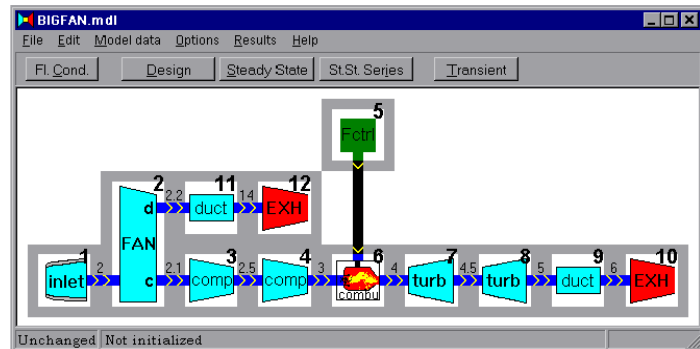 BIGFAN.mdl
File Edit Model data Options Results Help
Fl. Cond. Design Steady State St.St. Series Transient
5
Fctrl
2 11 12
2.2 14
d duct EXH
FAN
1 3 4 6 7 8 9 10
2 c 2.1 2.5 3 4 4.5 5 6
inlet comp comp combu turb turb duct EXH
Unchanged Not initialized